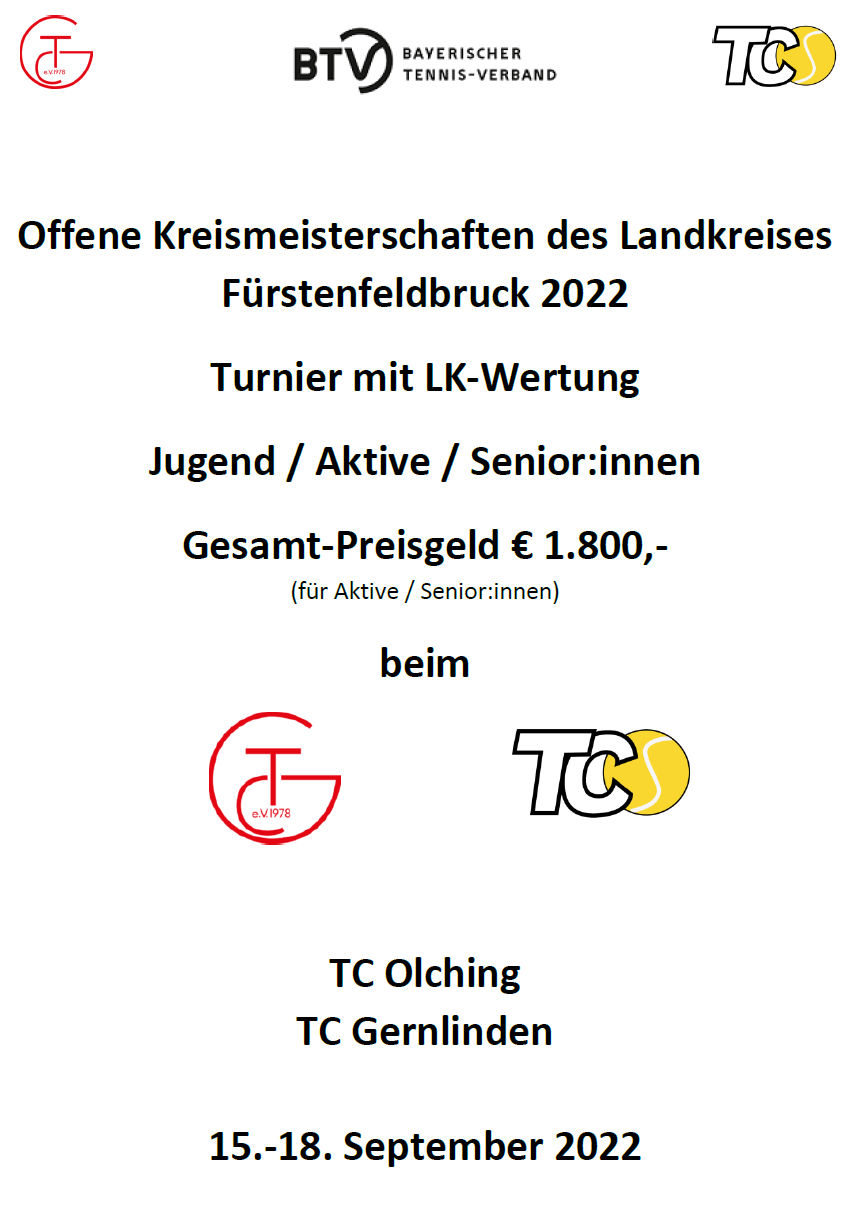 TC
G
e.V.1978
BTV BAYERISCHER
TENNIS-VERBAND
TCS
Offene Kreismeisterschaften des Landkreises
Fürstenfeldbruck 2022
Turnier mit LK-Wertung
Jugend / Aktive / Senior:innen
Gesamt-Preisgeld € 1.800,-
(für Aktive / Senior:innen)
beim
TC
G
e.V.1978
TCS
TC Olching
TC Gernlinden
15.-18. September 2022